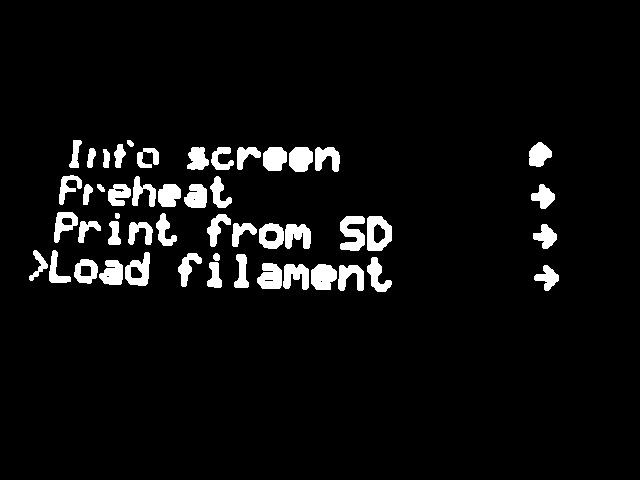 Info screen
Preheat →
Print from SD →
>Load filament →